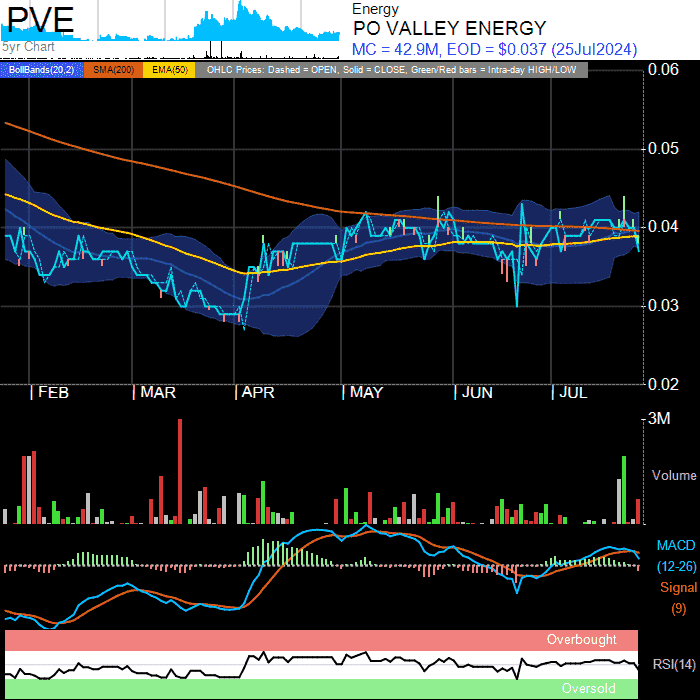 PVE
5yr Chart
Energy
PO VALLEY ENERGY
MC = 42.9M, EOD = $0.037 (25Jul2024)
BollBands(20,2) SMA(200) EMA(50) OHLC Prices: Dashed = OPEN, Solid = CLOSE, Green/Red bars = Intra-day HIGH/LOW
0.06
0.05
0.04
0.03
0.02
| FEB | MAR | APR | MAY | JUN | JUL
3M
Volume
MACD
(12-26)
Signal
(9)
Overbought
RSI(14)
Oversold